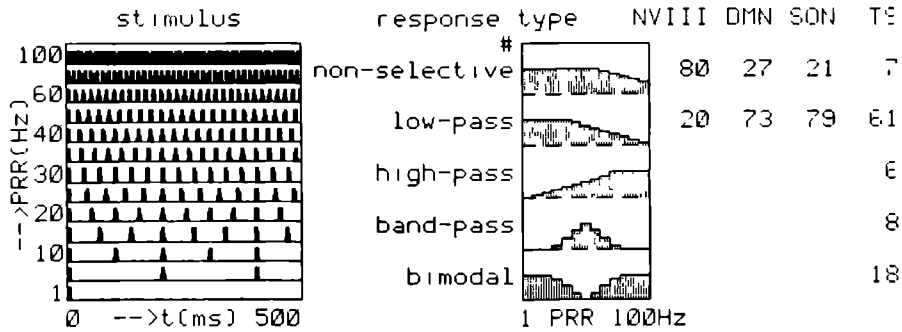 stimulus response type NVIII DMN SON TS
#
100
non-selective 80 27 21 7
60
low-pass 20 73 79 61
40
high-pass 6
30
band-pass 8
20
bimodal 18
10
1
-->PRR(Hz)
0 -->t(ms) 500 1 PRR 100Hz